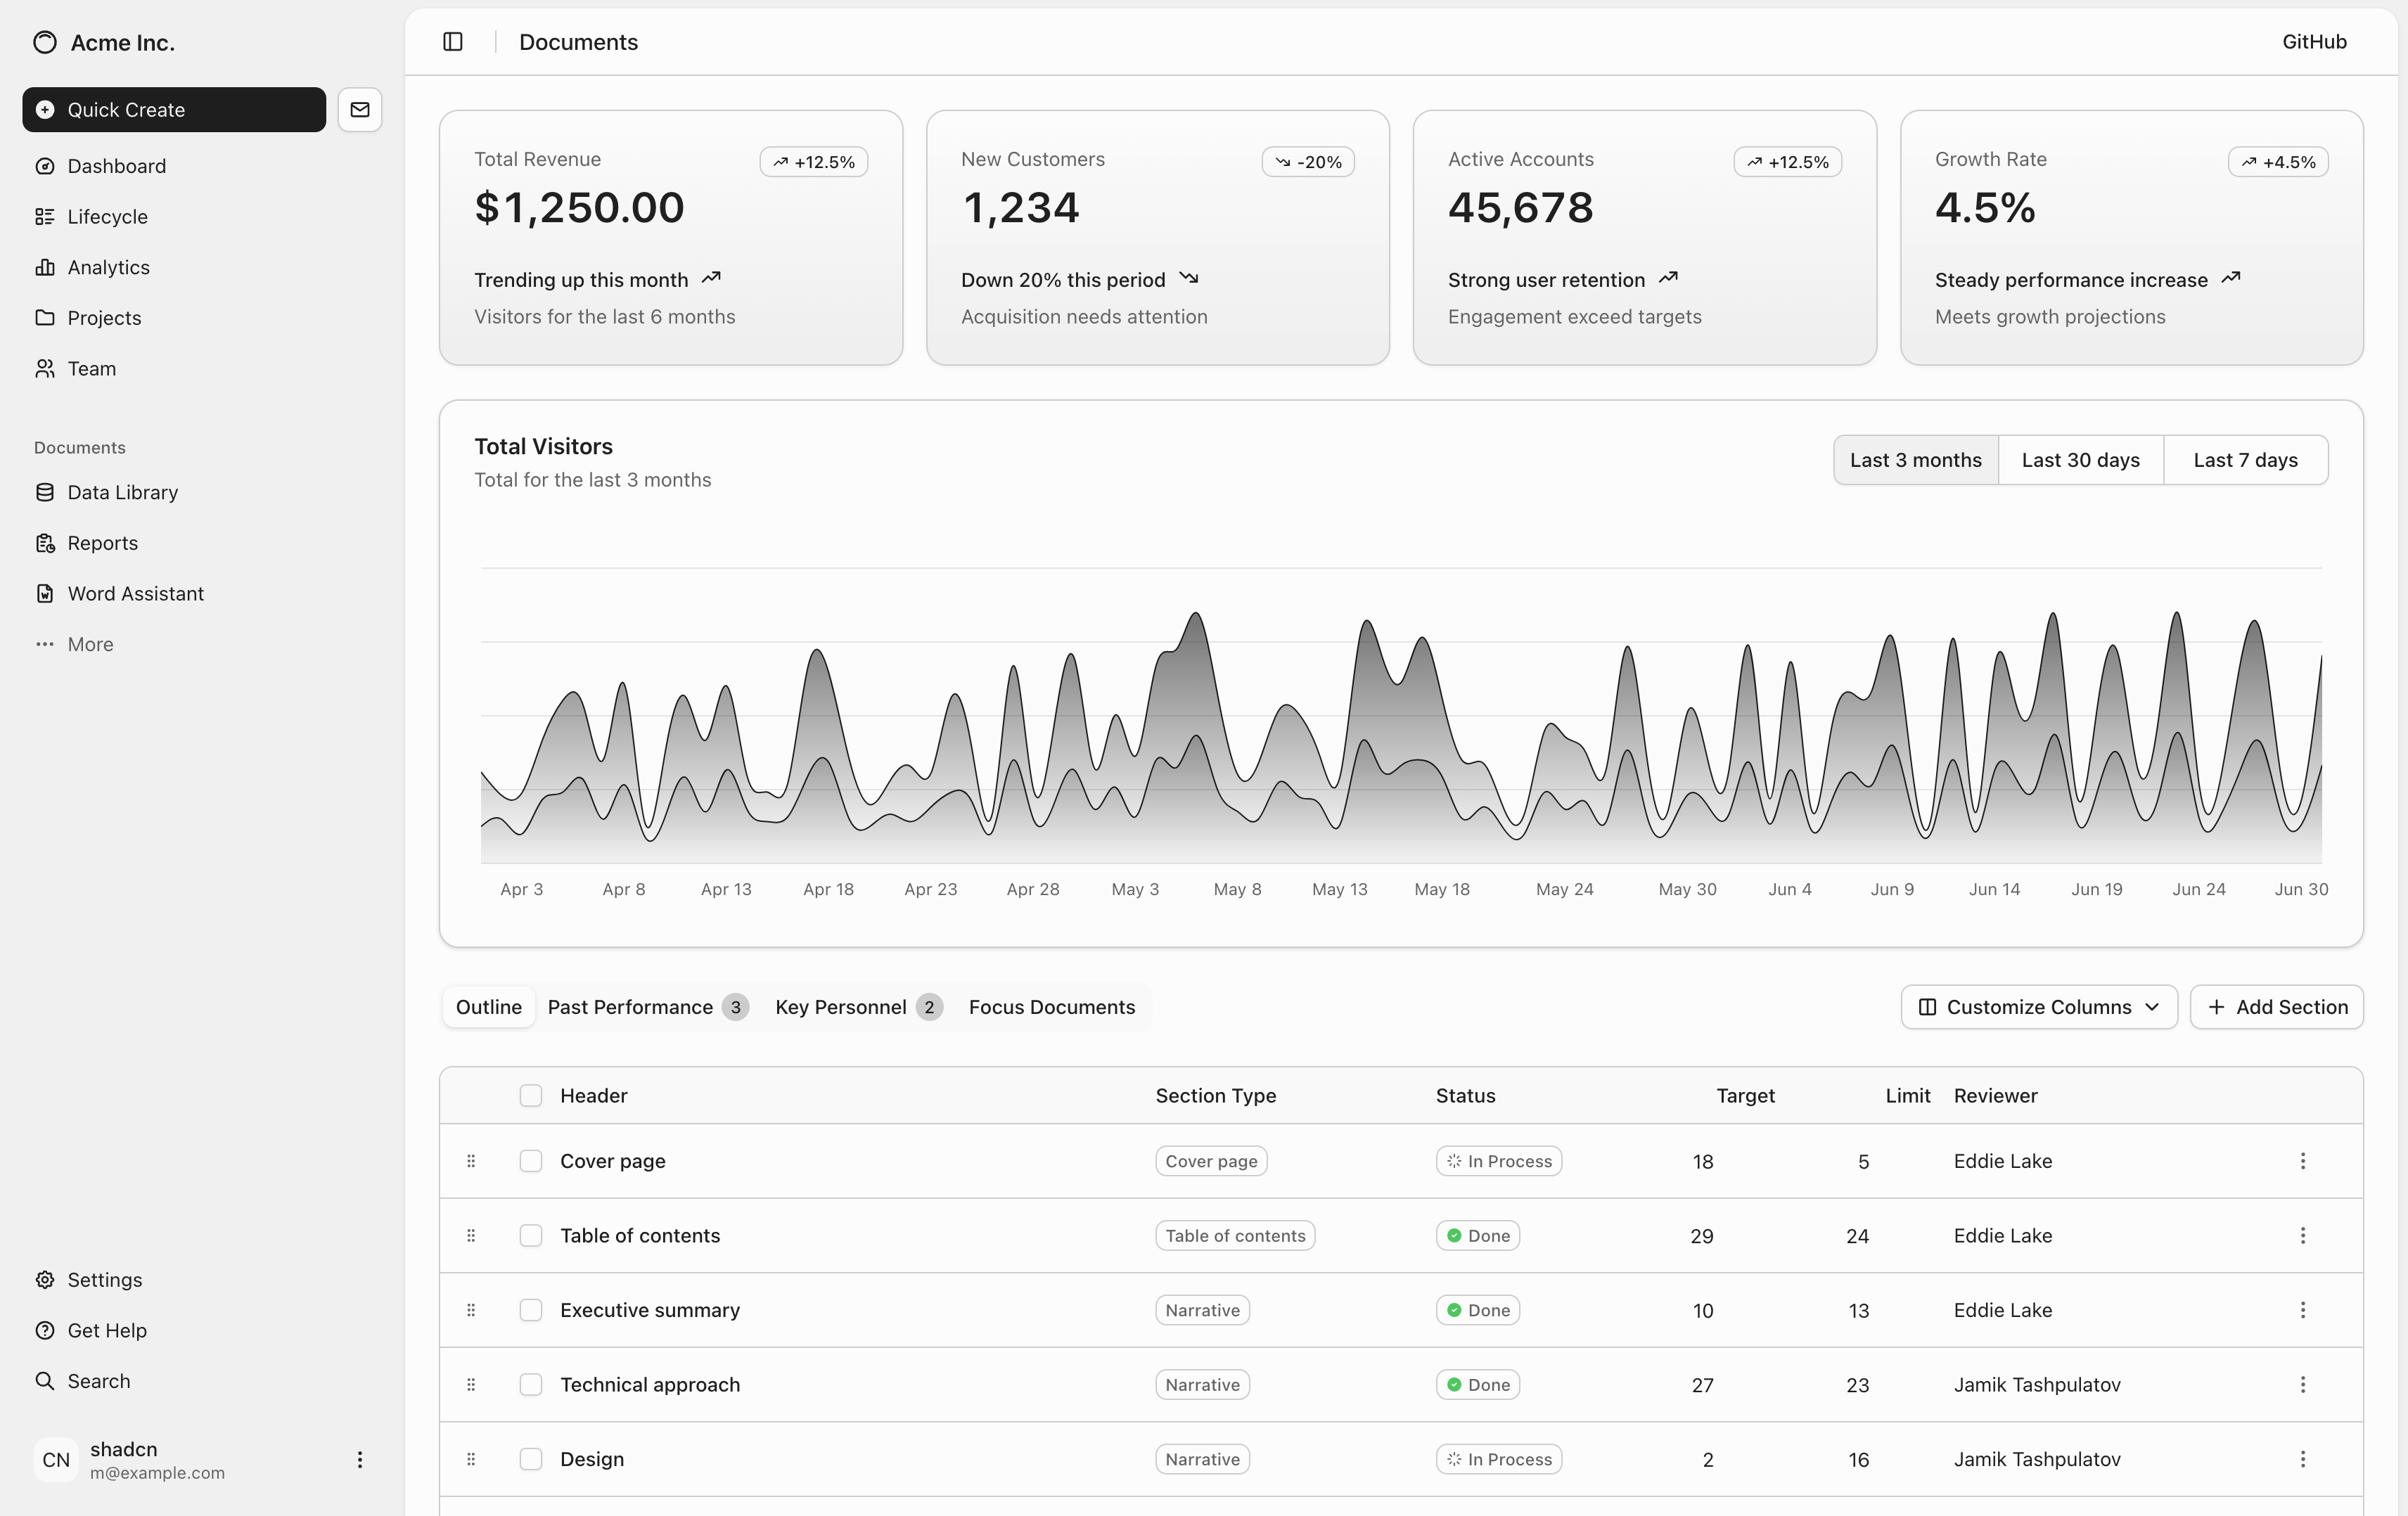 Acme Inc.
Quick Create
Dashboard
Lifecycle
Analytics
Projects
Team
Documents
Data Library
Reports
Word Assistant
More
Settings
Get Help
Search
CN
shadcn
m@example.com
Documents
GitHub
Total Revenue
+12.5%
$1,250.00
Trending up this month
Visitors for the last 6 months
New Customers
-20%
1,234
Down 20% this period
Acquisition needs attention
Active Accounts
+12.5%
45,678
Strong user retention
Engagement exceed targets
Growth Rate
+4.5%
4.5%
Steady performance increase
Meets growth projections
Total Visitors
Total for the last 3 months
Last 3 months Last 30 days Last 7 days
Apr 3 Apr 8 Apr 13 Apr 18 Apr 23 Apr 28 May 3 May 8 May 13 May 18 May 24 May 30 Jun 4 Jun 9 Jun 14 Jun 19 Jun 24 Jun 30
Outline Past Performance 3 Key Personnel 2 Focus Documents
Customize Columns Add Section
Header Section Type Status Target Limit Reviewer
Cover page Cover page In Process 18 5 Eddie Lake
Table of contents Table of contents Done 29 24 Eddie Lake
Executive summary Narrative Done 10 13 Eddie Lake
Technical approach Narrative Done 27 23 Jamik Tashpulatov
Design Narrative In Process 2 16 Jamik Tashpulatov